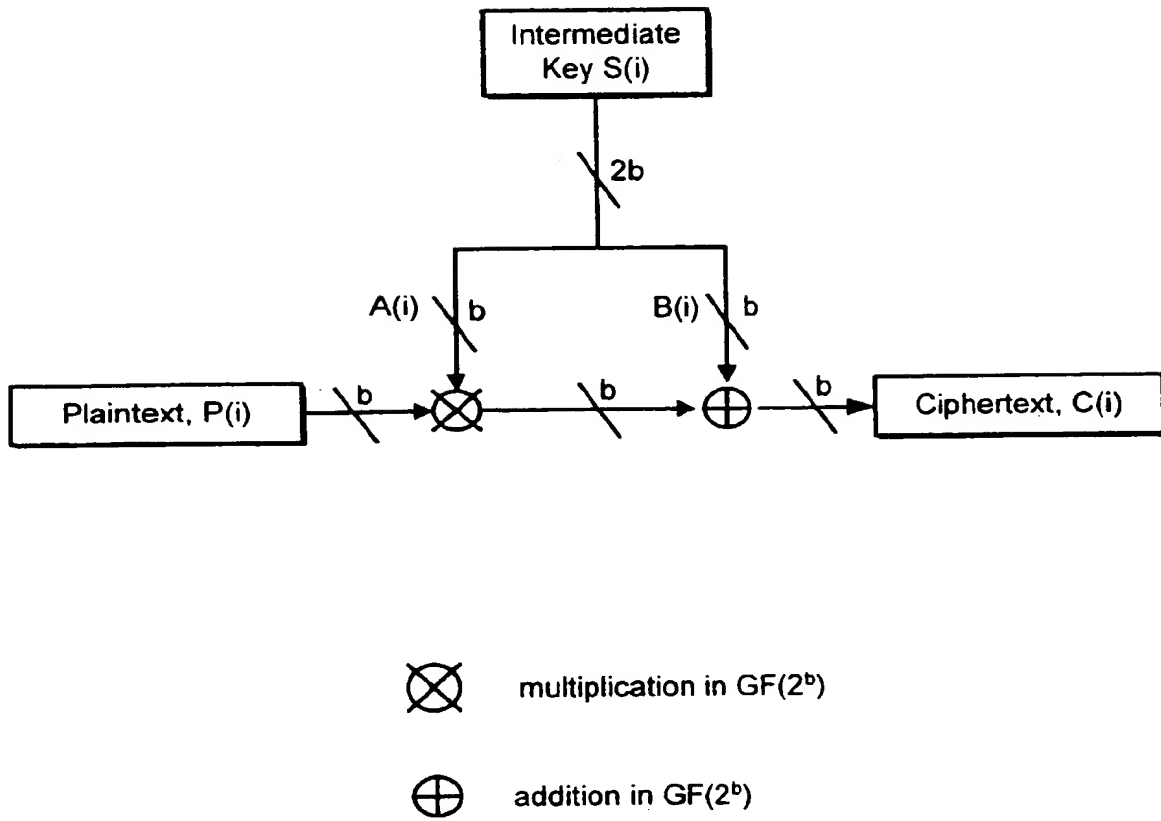 Intermediate
Key S(i)
2b
A(i) b
B(i) b
Plaintext, P(i)
b
b
b
Ciphertext, C(i)
multiplication in GF(2ᵇ)
addition in GF(2ᵇ)